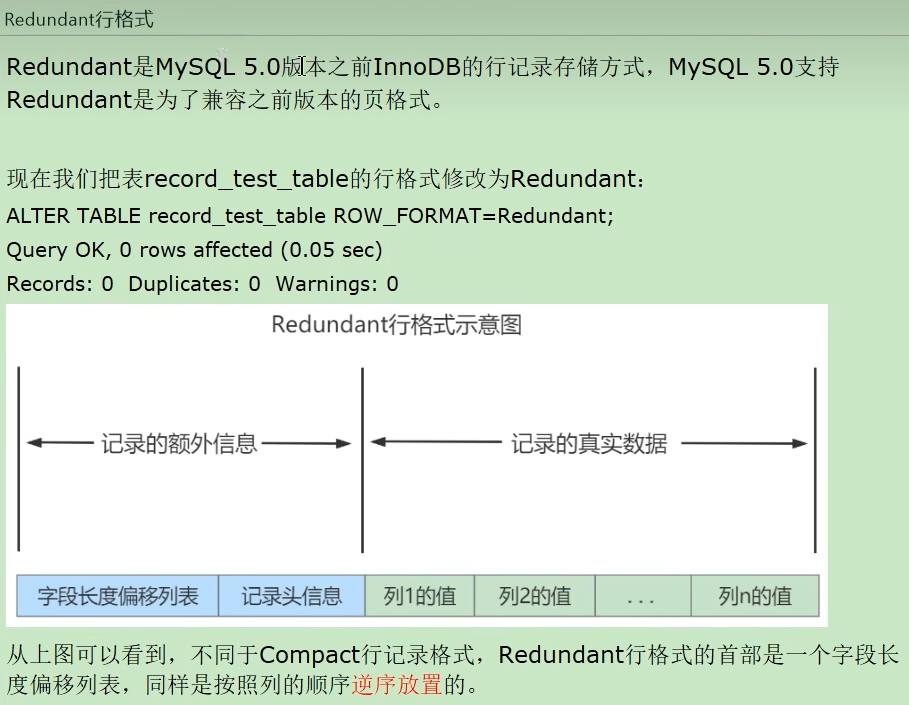 Redundant行格式
Redundant是MySQL 5.0版本之前InnoDB的行记录存储方式，MySQL 5.0支持
Redundant是为了兼容之前版本的页格式。
现在我们把表record_test_table的行格式修改为Redundant：
ALTER TABLE record_test_table ROW_FORMAT=Redundant;
Query OK, 0 rows affected (0.05 sec)
Records: 0 Duplicates: 0 Warnings: 0
Redundant行格式示意图
记录的额外信息 记录的真实数据
字段长度偏移列表 记录头信息 列1的值 列2的值 ... 列n的值
从上图可以看到，不同于Compact行记录格式，Redundant行格式的首部是一个字段长
度偏移列表，同样是按照列的顺序逆序放置的。